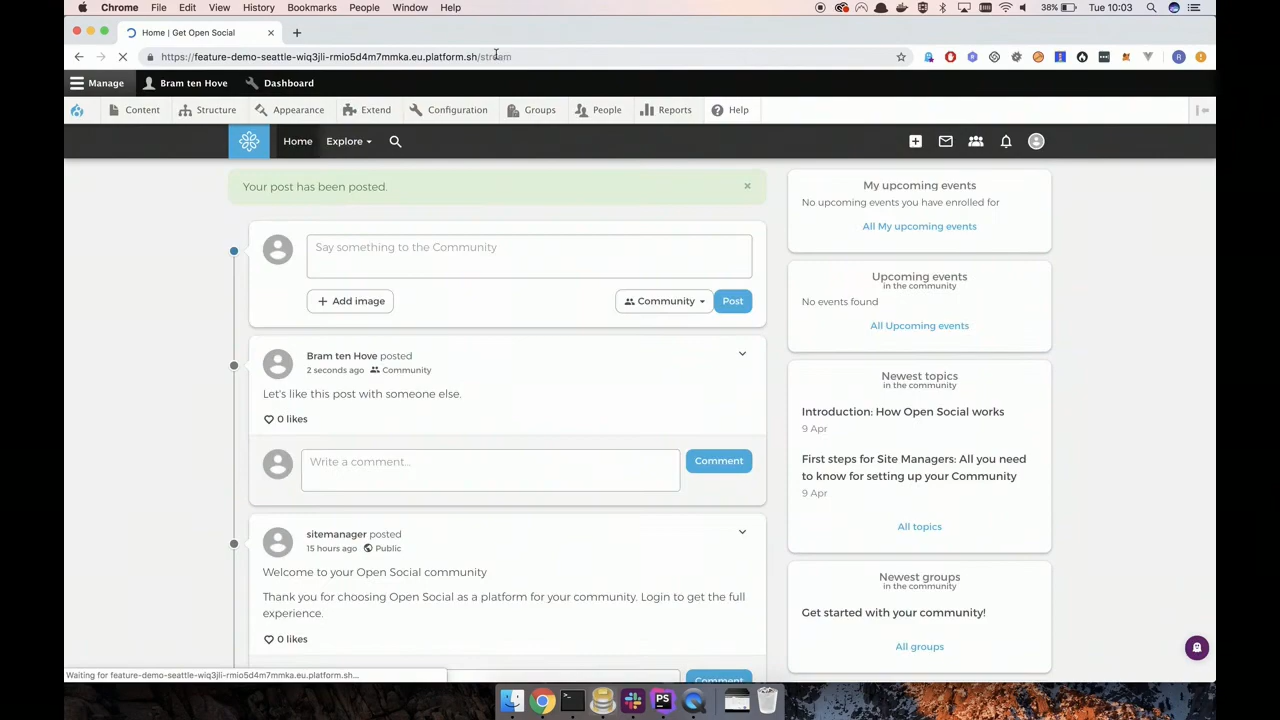 Chrome File Edit View History Bookmarks People Window Help 38% Tue 10:03
Home | Get Open Social
https://feature-demo-seattle-wiq3jli-rmio5d4m7mmka.eu.platform.sh/stream
Manage Bram ten Hove Dashboard
Content Structure Appearance Extend Configuration Groups People Reports Help
Home Explore
Your post has been posted.
Say something to the Community
Add image Community Post
Bram ten Hove posted
2 seconds ago Community
Let's like this post with someone else.
0 likes
Write a comment... Comment
sitemanager posted
15 hours ago Public
Welcome to your Open Social community
Thank you for choosing Open Social as a platform for your community. Login to get the full
experience.
0 likes
Comment
My upcoming events
No upcoming events you have enrolled for
All My upcoming events
Upcoming events
in the community
No events found
All Upcoming events
Newest topics
in the community
Introduction: How Open Social works
9 Apr
First steps for Site Managers: All you need
to know for setting up your Community
9 Apr
All topics
Newest groups
in the community
Get started with your community!
All groups
Waiting for feature-demo-seattle-wiq3jli-rmio5d4m7mmka.eu.platform.sh...
PS